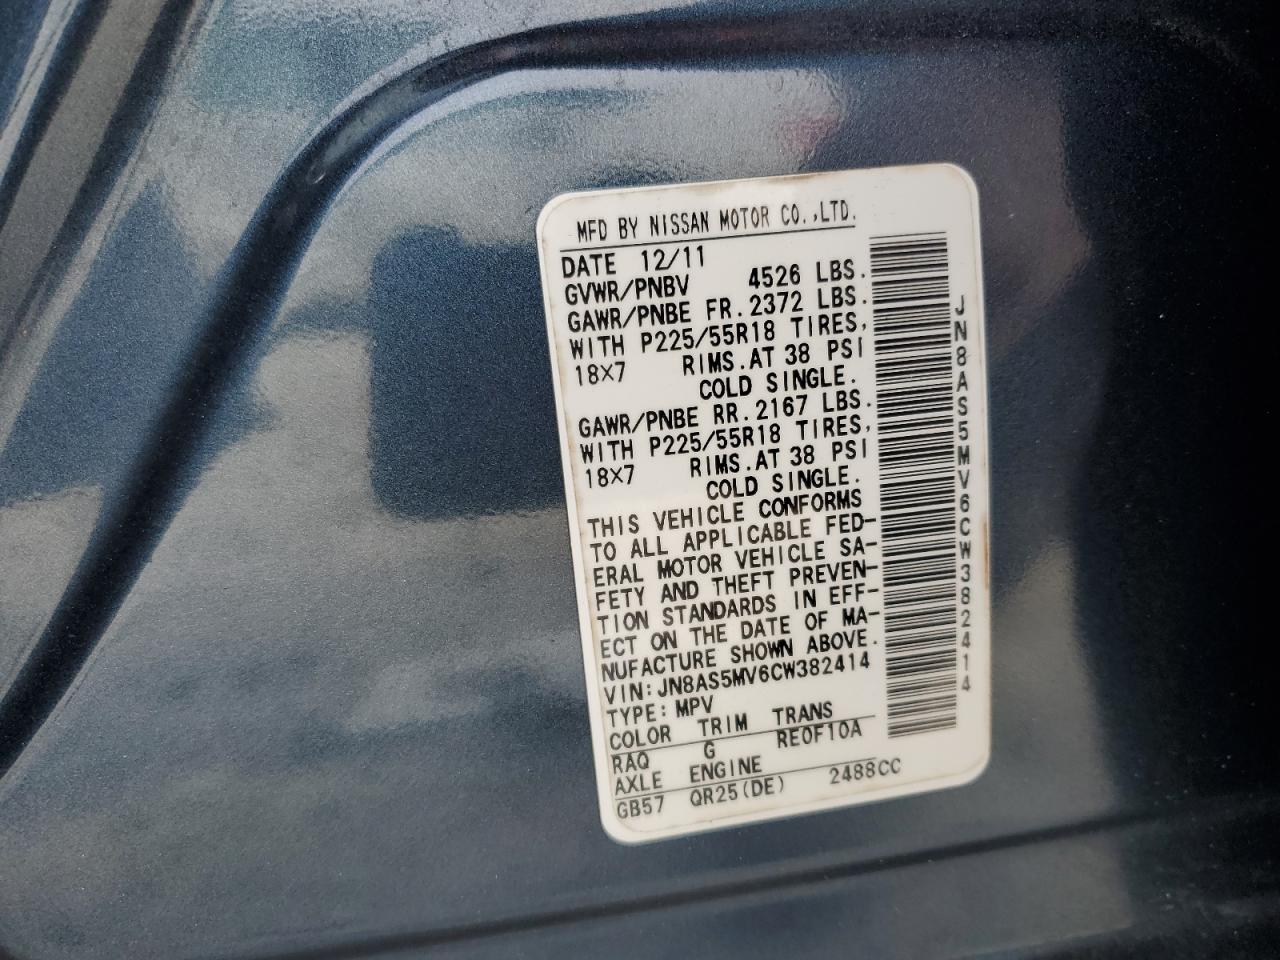 MFD BY NISSAN MOTOR CO.,LTD.
DATE 12/11
GVWR/PNBV 4526 LBS.
GAWR/PNBE FR. 2372 LBS.
WITH P225/55R18 TIRES,
18X7 RIMS. AT 38 PSI
COLD SINGLE.
GAWR/PNBE RR. 2167 LBS.
WITH P225/55R18 TIRES,
18X7 RIMS. AT 38 PSI
COLD SINGLE.
THIS VEHICLE CONFORMS
TO ALL APPLICABLE FED-
ERAL MOTOR VEHICLE SA-
FETY AND THEFT PREVEN-
TION STANDARDS IN EFF-
ECT ON THE DATE OF MA-
NUFACTURE SHOWN ABOVE.
VIN: JN8AS5MV6CW382414
TYPE: MPV
COLOR TRIM TRANS
RAQ G RE0F10A
AXLE ENGINE
GB57 QR25(DE) 2488CC
JN8AS5MV6CW382414